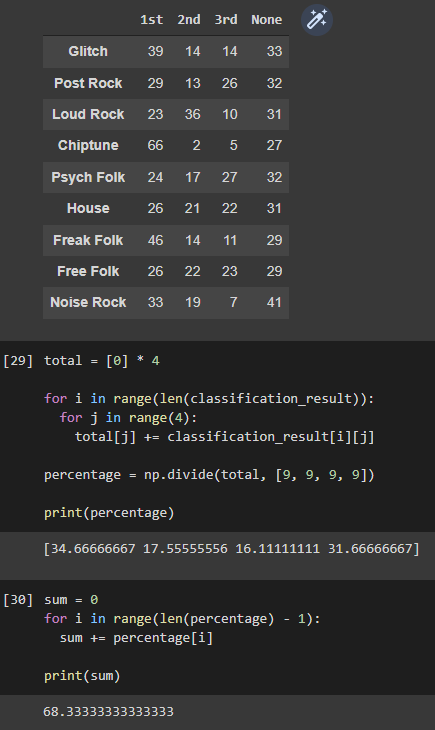 1st 2nd 3rd None
Glitch 39 14 14 33
Post Rock 29 13 26 32
Loud Rock 23 36 10 31
Chiptune 66 2 5 27
Psych Folk 24 17 27 32
House 26 21 22 31
Freak Folk 46 14 11 29
Free Folk 26 22 23 29
Noise Rock 33 19 7 41
[29] total = [0] * 4
for i in range(len(classification_result)):
  for j in range(4):
    total[j] += classification_result[i][j]
percentage = np.divide(total, [9, 9, 9, 9])
print(percentage)
[34.66666667 17.55555556 16.11111111 31.66666667]
[30] sum = 0
for i in range(len(percentage) - 1):
  sum += percentage[i]
print(sum)
68.33333333333333